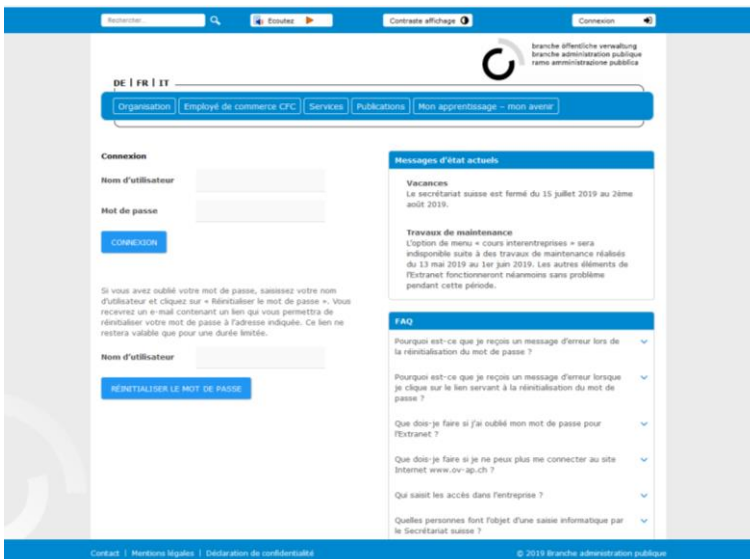 Rechercher...
Ecoutez
Contraste affichage
Connexion
branche öffentliche verwaltung
branche administration publique
ramo amministrazione pubblica
DE | FR | IT
Organisation
Employé de commerce CFC
Services
Publications
Mon apprentissage – mon avenir
Connexion
Nom d'utilisateur
Mot de passe
CONNEXION
Si vous avez oublié votre mot de passe, saisissez votre nom
d'utilisateur et cliquez sur « Réinitialiser le mot de passe ». Vous
recevrez un e-mail contenant un lien qui vous permettra de
réinitialiser votre mot de passe à l'adresse indiquée. Ce lien ne
restera valable que pour une durée limitée.
Nom d'utilisateur
RÉINITIALISER LE MOT DE PASSE
Messages d'état actuels
Vacances
Le secrétariat suisse est fermé du 15 juillet 2019 au 2ème
août 2019.
Travaux de maintenance
L'option de menu « cours interentreprises » sera
indisponible suite à des travaux de maintenance réalisés
du 13 mai 2019 au 1er juin 2019. Les autres éléments de
l'Extranet fonctionneront néanmoins sans problème
pendant cette période.
FAQ
Pourquoi est-ce que je reçois un message d'erreur lors de
la réinitialisation du mot de passe ?
Pourquoi est-ce que je reçois un message d'erreur lorsque
je clique sur le lien servant à la réinitialisation du mot de
passe ?
Que dois-je faire si j'ai oublié mon mot de passe pour
l'Extranet ?
Que dois-je faire si je ne peux plus me connecter au site
Internet www.ov-ap.ch ?
Qui saisit les accès dans l'entreprise ?
Quelles personnes font l'objet d'une saisie informatique par
le Secrétariat suisse ?
Contact | Mentions légales | Déclaration de confidentialité
© 2019 Branche administration publique